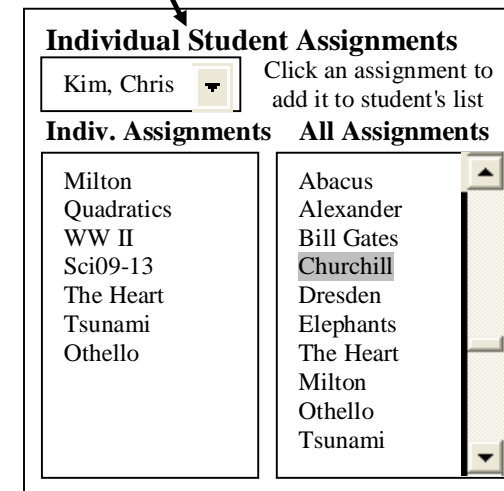 Individual Student Assignments
Kim, Chris
Click an assignment to
add it to student's list
Indiv. Assignments
All Assignments
Milton
Quadratics
WW II
Sci09-13
The Heart
Tsunami
Othello
Abacus
Alexander
Bill Gates
Churchill
Dresden
Elephants
The Heart
Milton
Othello
Tsunami